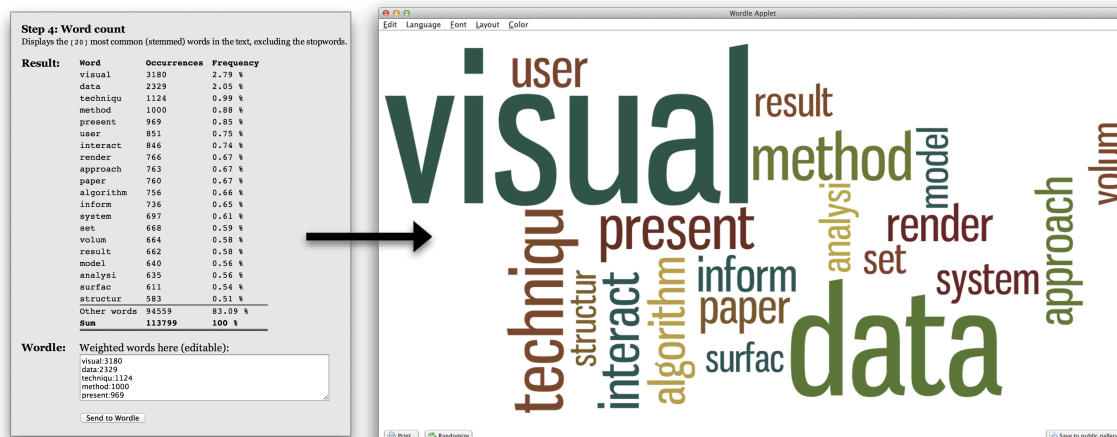 Step 4: Word count
Displays the [20] most common (stemmed) words in the text, excluding the stopwords.
Result: Word Occurrences Frequency
visual 3180 2.79 %
data 2329 2.05 %
techniqu 1124 0.99 %
method 1000 0.88 %
present 969 0.85 %
user 851 0.75 %
interact 846 0.74 %
render 766 0.67 %
approach 763 0.67 %
paper 760 0.67 %
algorithm 756 0.66 %
inform 736 0.65 %
system 697 0.61 %
set 668 0.59 %
volum 664 0.58 %
result 662 0.58 %
model 640 0.56 %
analysi 635 0.56 %
surfac 611 0.54 %
structur 583 0.51 %
Other words 94559 83.09 %
Sum 113799 100 %
Wordle: Weighted words here (editable):
visual:3180
data:2329
techniqu:1124
method:1000
present:969
Send to Wordle
Wordle Applet
Edit Language Font Layout Color
user
visual
result
method
model
volum
techniqu
present
analysi
render
set
approach
structur
interact
algorithm
inform
paper
surfac
system
data
Print... Randomize
Save to public gallery